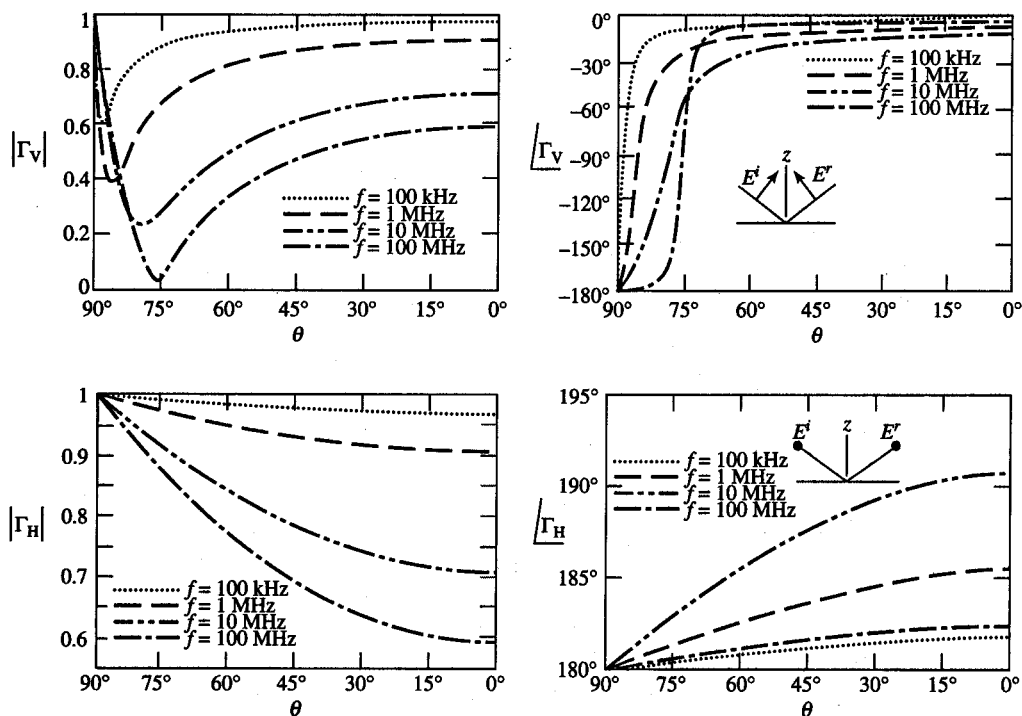 1
0.8
0.6
0.4
0.2
0
|ΓV|
f = 100 kHz
f = 1 MHz
f = 10 MHz
f = 100 MHz
90° 75° 60° 45° 30° 15° 0°
θ
0°
−30°
−60°
−90°
−120°
−150°
−180°
ΓV
f = 100 kHz
f = 1 MHz
f = 10 MHz
f = 100 MHz
z
E^i E^r
90° 75° 60° 45° 30° 15° 0°
θ
1
0.9
0.8
0.7
0.6
|ΓH|
f = 100 kHz
f = 1 MHz
f = 10 MHz
f = 100 MHz
90° 75° 60° 45° 30° 15° 0°
θ
195°
190°
185°
180°
ΓH
E^i z E^r
f = 100 kHz
f = 1 MHz
f = 10 MHz
f = 100 MHz
90° 75° 60° 45° 30° 15° 0°
θ